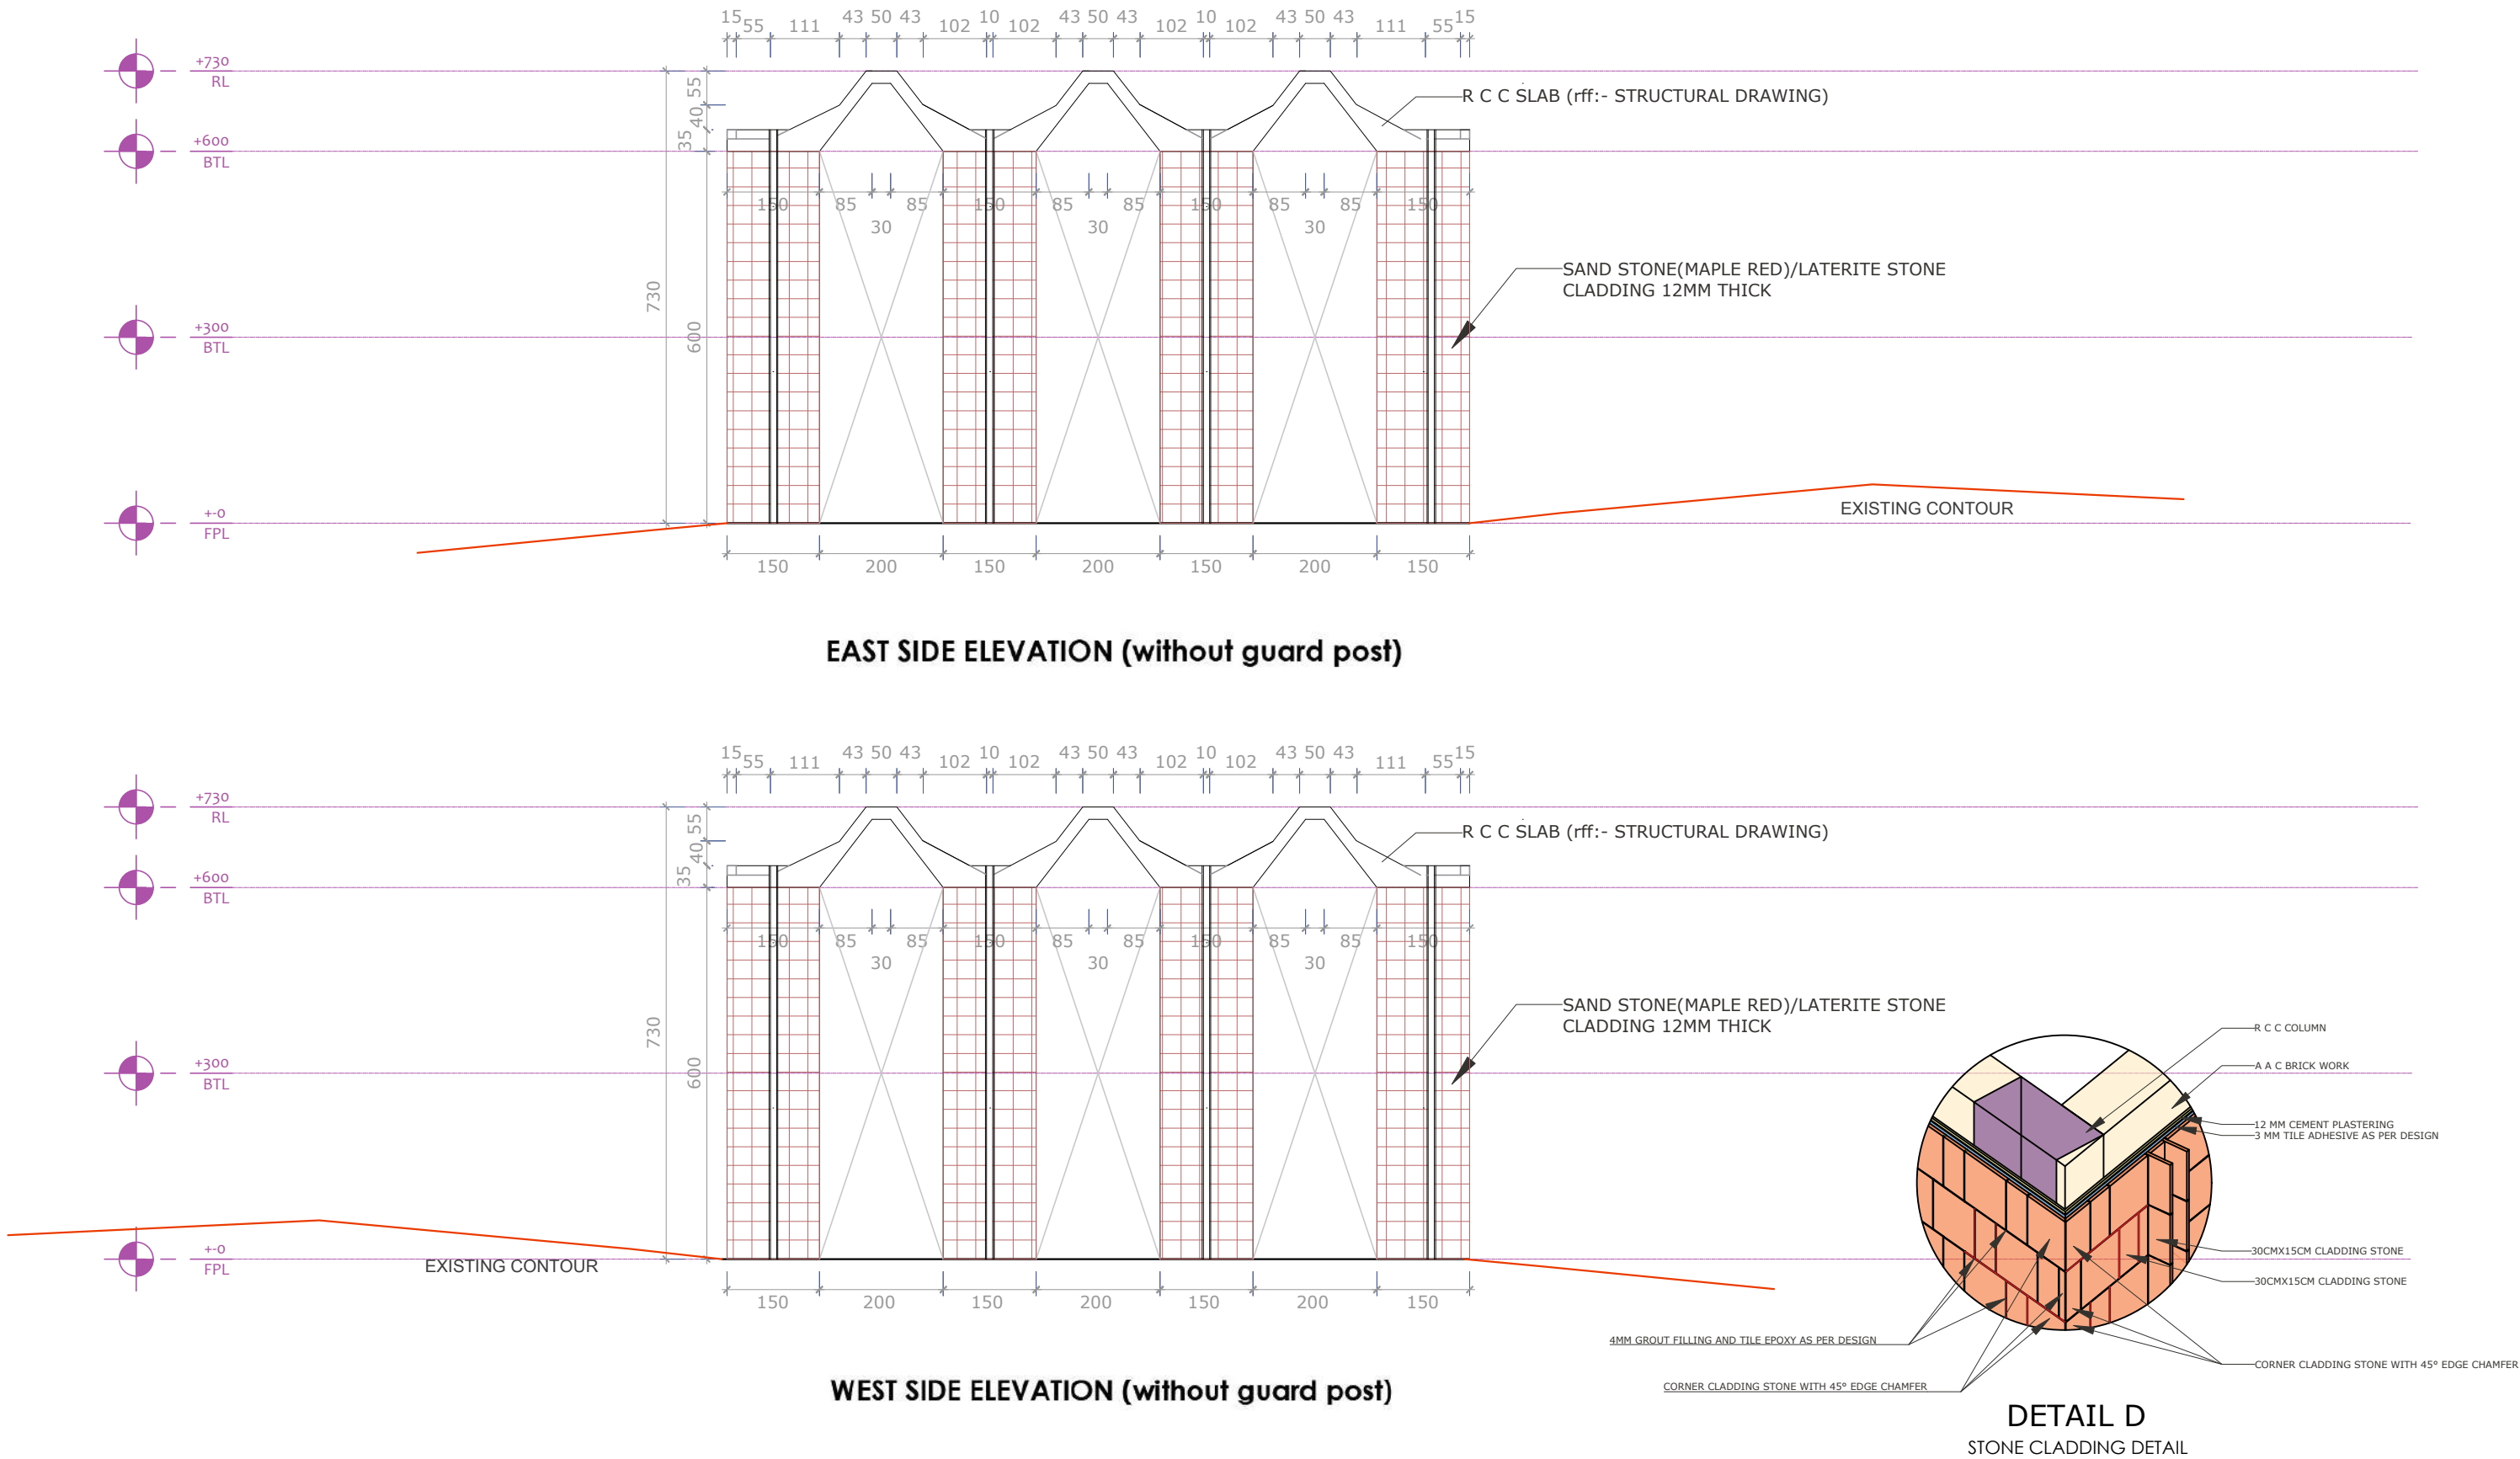 15 55 111 43 50 43 102 10 102 43 50 43 102 10 102 43 50 43 111 55 15
+730
RL
55
40
R C C SLAB (rff:- STRUCTURAL DRAWING)
35
+600
BTL
150 85 85 150 85 85 150 85 85 150
30 30 30
SAND STONE(MAPLE RED)/LATERITE STONE
CLADDING 12MM THICK
730
600
+300
BTL
EXISTING CONTOUR
+-0
FPL
150 200 150 200 150 200 150
EAST SIDE ELEVATION (without guard post)
15 55 111 43 50 43 102 10 102 43 50 43 102 10 102 43 50 43 111 55 15
+730
RL
55
40
R C C SLAB (rff:- STRUCTURAL DRAWING)
35
+600
BTL
150 85 85 150 85 85 150 85 85 150
30 30 30
SAND STONE(MAPLE RED)/LATERITE STONE
CLADDING 12MM THICK
730
600
+300
BTL
+-0
FPL
EXISTING CONTOUR
150 200 150 200 150 200 150
WEST SIDE ELEVATION (without guard post)
R C C COLUMN
A A C BRICK WORK
12 MM CEMENT PLASTERING
3 MM TILE ADHESIVE AS PER DESIGN
30CMX15CM CLADDING STONE
30CMX15CM CLADDING STONE
4MM GROUT FILLING AND TILE EPOXY AS PER DESIGN
CORNER CLADDING STONE WITH 45° EDGE CHAMFER
CORNER CLADDING STONE WITH 45° EDGE CHAMFER
DETAIL D
STONE CLADDING DETAIL